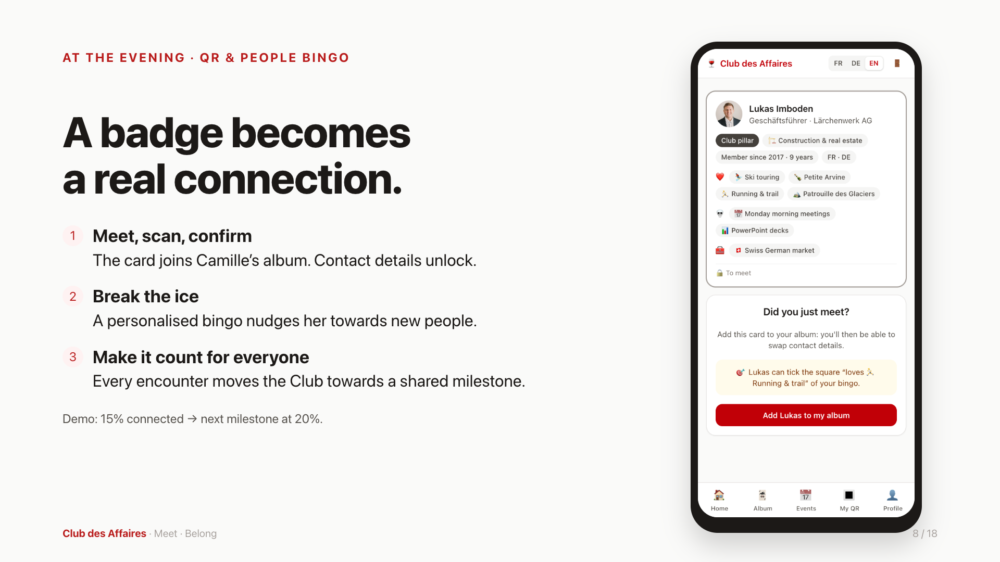 AT THE EVENING · QR & PEOPLE BINGO
A badge becomes
a real connection.
1 Meet, scan, confirm
The card joins Camille’s album. Contact details unlock.
2 Break the ice
A personalised bingo nudges her towards new people.
3 Make it count for everyone
Every encounter moves the Club towards a shared milestone.
Demo: 15% connected → next milestone at 20%.
Club des Affaires · Meet · Belong
Club des Affaires FR DE EN
Lukas Imboden
Geschäftsführer · Lärchenwerk AG
Club pillar Construction & real estate
Member since 2017 · 9 years FR · DE
Ski touring Petite Arvine
Running & trail Patrouille des Glaciers
Monday morning meetings
PowerPoint decks
Swiss German market
To meet
Did you just meet?
Add this card to your album: you'll then be able to
swap contact details.
Lukas can tick the square “loves
Running & trail” of your bingo.
Add Lukas to my album
Home Album Events My QR Profile
8 / 18